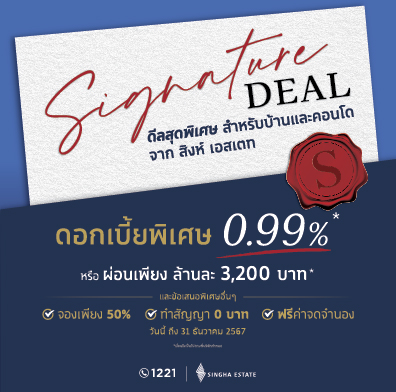 Signature
DEAL
ดีลสุดพิเศษ สำหรับบ้านและคอนโด
จาก สิงห์ เอสเตท
S
ดอกเบี้ยพิเศษ 0.99%*
หรือ ผ่อนเพียง ล้านละ 3,200 บาท*
และข้อเสนอพิเศษอื่นๆ
จองเพียง 50% ทำสัญญา 0 บาท ฟรีค่าจดจำนอง
วันนี้ ถึง 31 ธันวาคม 2567
1221 SINGHA ESTATE